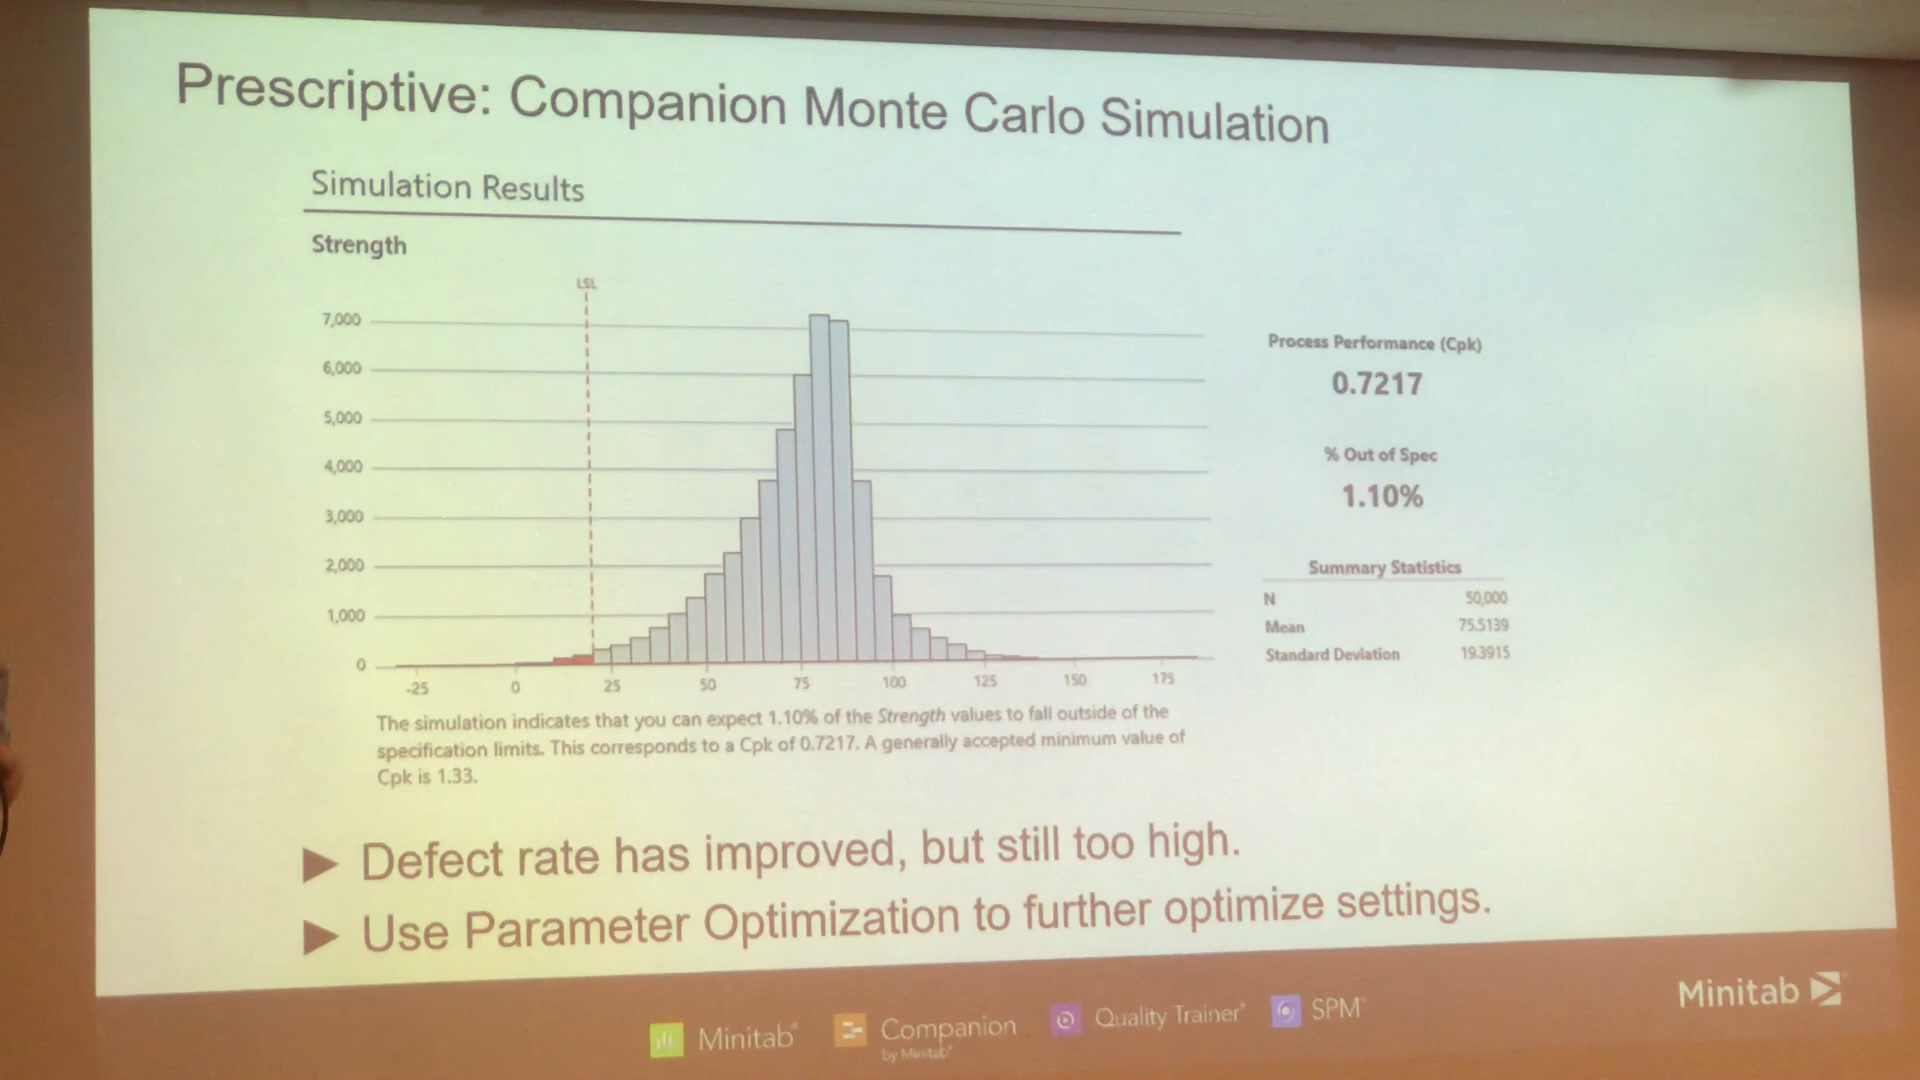 Prescriptive: Companion Monte Carlo Simulation
Simulation Results
Strength
LSL
7,000
6,000
5,000
4,000
3,000
2,000
1,000
0
-25 0 25 50 75 100 125 150 175
The simulation indicates that you can expect 1.10% of the Strength values to fall outside of the
specification limits. This corresponds to a Cpk of 0.7217. A generally accepted minimum value of
Cpk is 1.33.
Process Performance (Cpk)
0.7217
% Out of Spec
1.10%
Summary Statistics
N 50,000
Mean 75.5139
Standard Deviation 19.3915
► Defect rate has improved, but still too high.
► Use Parameter Optimization to further optimize settings.
Minitab
Minitab®
Companion
by Minitab®
Quality Trainer®
SPM®